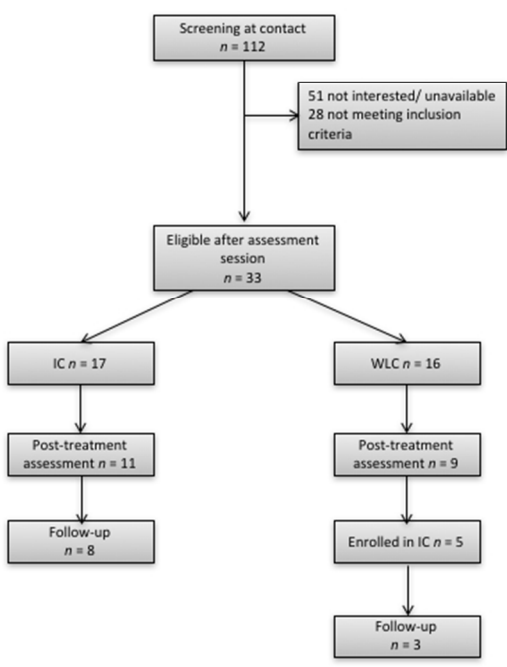 Screening at contact
n = 112
51 not interested/ unavailable
28 not meeting inclusion
criteria
Eligible after assessment
session
n = 33
IC n = 17
WLC n = 16
Post-treatment
assessment n = 11
Post-treatment
assessment n = 9
Follow-up
n = 8
Enrolled in IC n = 5
Follow-up
n = 3